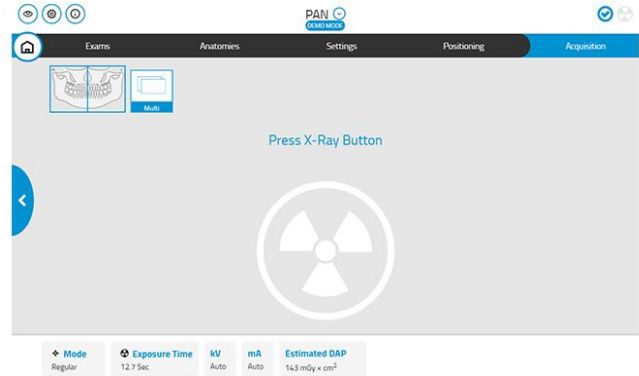 PAN
DEMO MODE
Exams Anatomies Settings Positioning Acquisition
Multi
Press X-Ray Button
Mode Exposure Time kV mA Estimated DAP
Regular 12.7 Sec Auto Auto 143 mGy × cm²